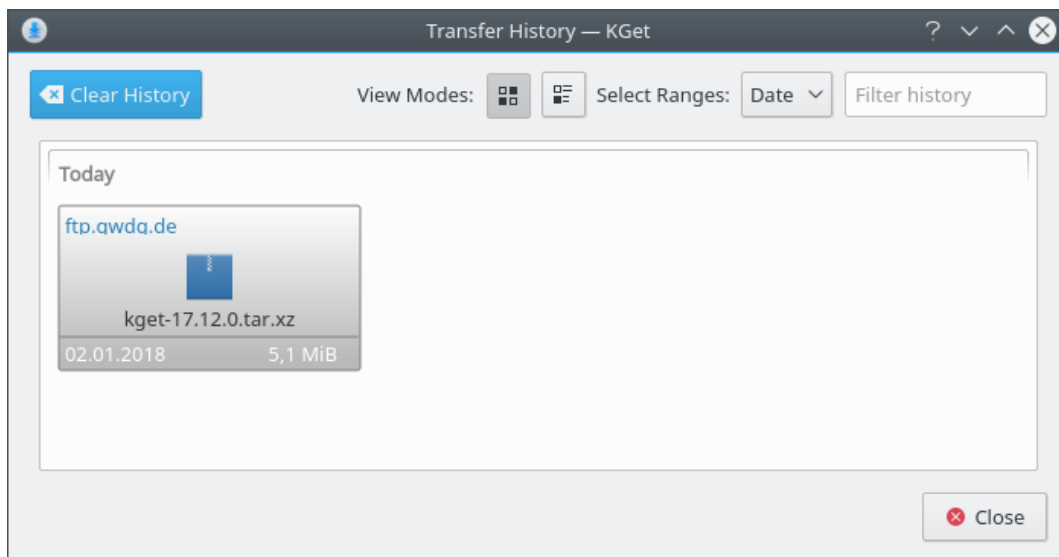 Transfer History — KGet
Clear History
View Modes:
Select Ranges:
Date
Filter history
Today
ftp.gwdg.de
kget-17.12.0.tar.xz
02.01.2018
5,1 MiB
Close